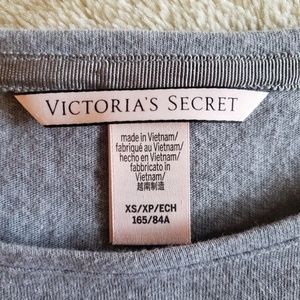 VICTORIA'S SECRET
made in Vietnam/
fabriqué au Vietnam/
hecho en Vietnam/
fabbricato in
Vietnam/
越南制造
XS/XP/ECH
165/84A